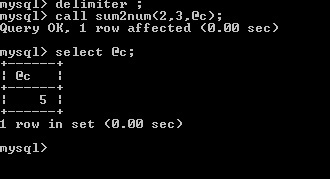 mysql> delimiter ;
mysql> call sum2num(2,3,@c);
Query OK, 1 row affected (0.00 sec)
mysql> select @c;
+------+
| @c   |
+------+
|    5 |
+------+
1 row in set (0.00 sec)
mysql>